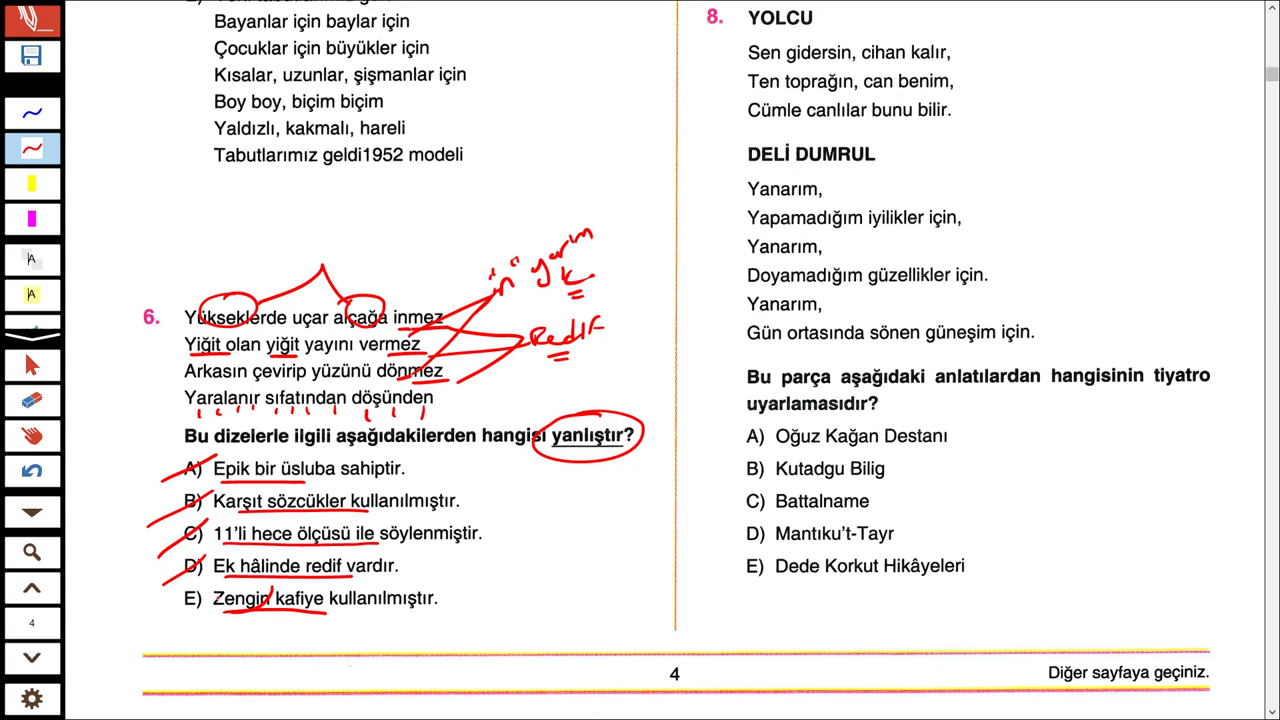 Bayanlar için baylar için
Çocuklar için büyükler için
Kısalar, uzunlar, şişmanlar için
Boy boy, biçim biçim
Yaldızlı, kakmalı, hareli
Tabutlarımız geldi1952 modeli
"n" yarım
k
Redif
6. Yükseklerde uçar alçağa inmez
Yiğit olan yiğit yayını vermez
Arkasın çevirip yüzünü dönmez
Yaralanır sıfatından döşünden
Bu dizelerle ilgili aşağıdakilerden hangisi yanlıştır?
A) Epik bir üsluba sahiptir.
B) Karşıt sözcükler kullanılmıştır.
C) 11'li hece ölçüsü ile söylenmiştir.
D) Ek hâlinde redif vardır.
E) Zengin kafiye kullanılmıştır.
8. YOLCU
Sen gidersin, cihan kalır,
Ten toprağın, can benim,
Cümle canlılar bunu bilir.
DELİ DUMRUL
Yanarım,
Yapamadığım iyilikler için,
Yanarım,
Doyamadığım güzellikler için.
Yanarım,
Gün ortasında sönen güneşim için.
Bu parça aşağıdaki anlatılardan hangisinin tiyatro
uyarlamasıdır?
A) Oğuz Kağan Destanı
B) Kutadgu Bilig
C) Battalname
D) Mantıku't-Tayr
E) Dede Korkut Hikâyeleri
4
Diğer sayfaya geçiniz.
A
A
4